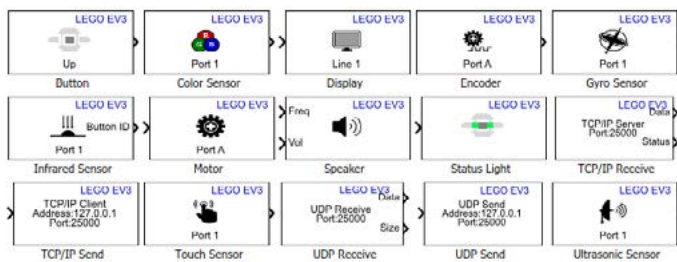 LEGO EV3 LEGO EV3 LEGO EV3 LEGO EV3 LEGO EV3
Up Port 1 Line 1 Port A Port 1
Button Color Sensor Display Encoder Gyro Sensor
LEGO EV3 LEGO EV3 LEGO EV3 LEGO EV3 LEGO EV3
Button ID Freq Data
Vol TCP/IP Server
Port:25000
Port 1 Port A Status
Infrared Sensor Motor Speaker Status Light TCP/IP Receive
LEGO EV3 LEGO EV3 LEGO EV3 LEGO EV3 LEGO EV3
TCP/IP Client Data UDP Send
Address:127.0.0.1 UDP Receive Address:127.0.0.1
Port:25000 Port:25000 Port:25000
Port 1 Size Port 1
TCP/IP Send Touch Sensor UDP Receive UDP Send Ultrasonic Sensor